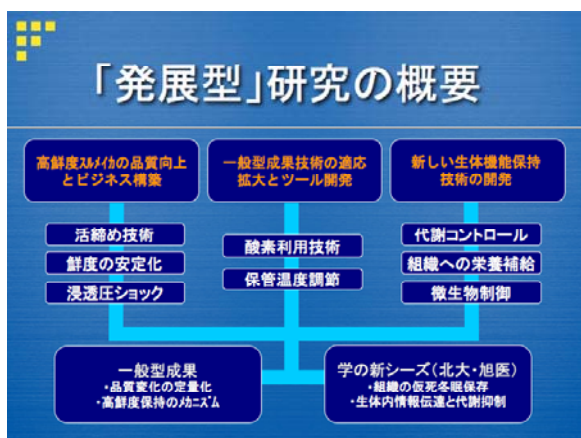 「発展型」研究の概要
高鮮度ｽﾙﾒｲｶの品質向上
とビジネス構築
一般型成果技術の適応
拡大とツール開発
新しい生体機能保持
技術の開発
活締め技術
鮮度の安定化
浸透圧ショック
酸素利用技術
保管温度調節
代謝コントロール
組織への栄養補給
微生物制御
一般型成果
・品質変化の定量化
・高鮮度保持のﾒｶﾆｽﾞﾑ
学の新シーズ(北大・旭医)
・組織の仮死冬眠保存
・生体内情報伝達と代謝抑制